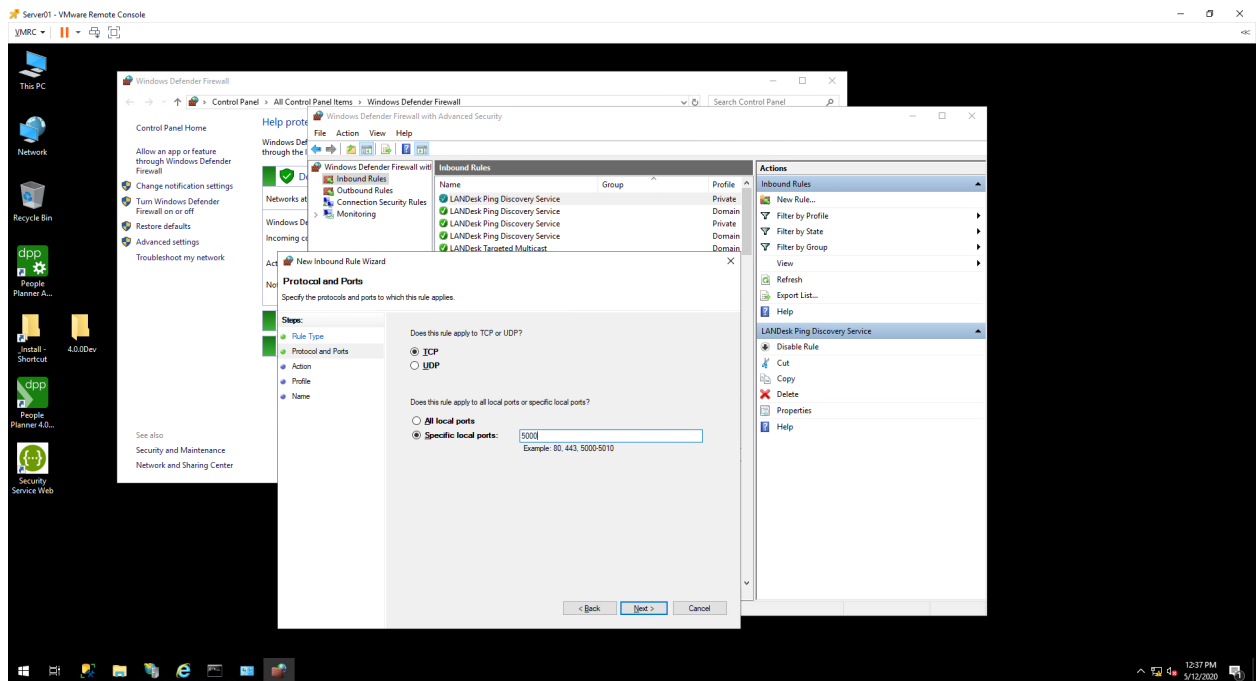 Server01 - VMware Remote Console
VMRC
This PC
Network
Recycle Bin
dpp
People
Planner A...
_Install -
Shortcut
4.0.0Dev
dpp
People
Planner 4.0...
Security
Service Web
Windows Defender Firewall
Control Panel > All Control Panel Items > Windows Defender Firewall
Search Control Panel
Control Panel Home
Allow an app or feature
through Windows Defender
Firewall
Change notification settings
Turn Windows Defender
Firewall on or off
Restore defaults
Advanced settings
Troubleshoot my network
See also
Security and Maintenance
Network and Sharing Center
Help prote
Windows Def
through the
Networks at
Windows De
Incoming co
Act
Not
Windows Defender Firewall with Advanced Security
File Action View Help
Windows Defender Firewall with
Inbound Rules
Outbound Rules
Connection Security Rules
Monitoring
Inbound Rules
Name Group Profile
LANDesk Ping Discovery Service Private
LANDesk Ping Discovery Service Domain
LANDesk Ping Discovery Service Private
LANDesk Ping Discovery Service Domain
LANDesk Targeted Multicast Domain
Actions
Inbound Rules
New Rule...
Filter by Profile
Filter by State
Filter by Group
View
Refresh
Export List...
Help
LANDesk Ping Discovery Service
Disable Rule
Cut
Copy
Delete
Properties
Help
New Inbound Rule Wizard
Protocol and Ports
Specify the protocols and ports to which this rule applies.
Steps:
Rule Type
Protocol and Ports
Action
Profile
Name
Does this rule apply to TCP or UDP?
TCP
UDP
Does this rule apply to all local ports or specific local ports?
All local ports
Specific local ports: 5000
Example: 80, 443, 5000-5010
< Back Next > Cancel
12:37 PM
5/12/2020
1